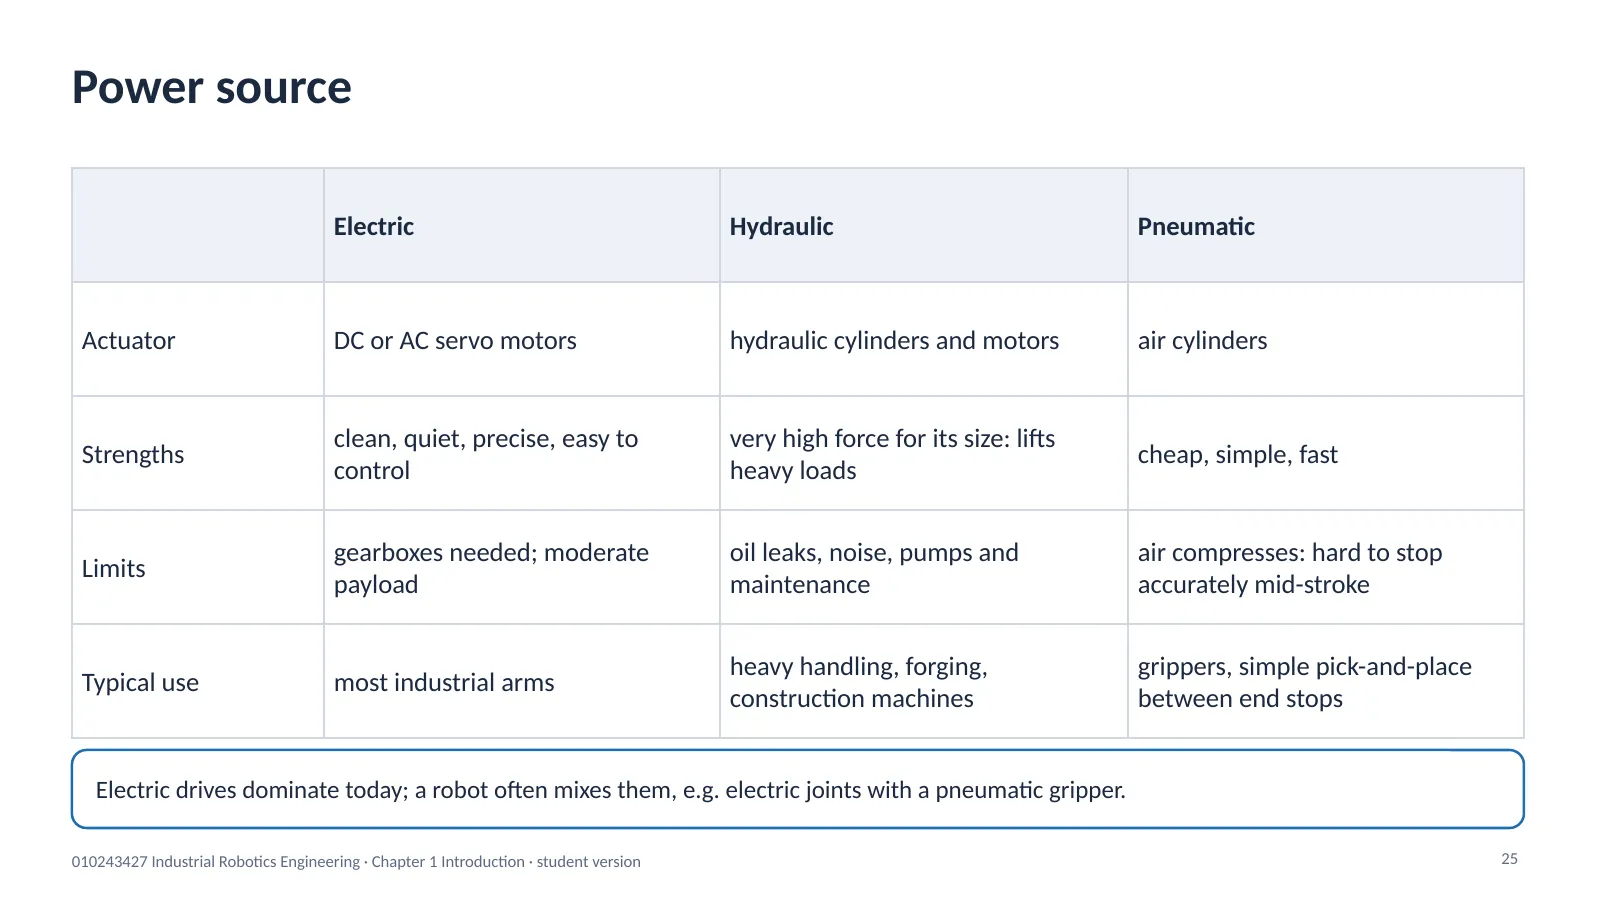 Power source
Electric
Hydraulic
Pneumatic
Actuator
DC or AC servo motors
hydraulic cylinders and motors
air cylinders
Strengths
clean, quiet, precise, easy to
control
very high force for its size: lifts
heavy loads
cheap, simple, fast
Limits
gearboxes needed; moderate
payload
oil leaks, noise, pumps and
maintenance
air compresses: hard to stop
accurately mid-stroke
Typical use
most industrial arms
heavy handling, forging,
construction machines
grippers, simple pick-and-place
between end stops
Electric drives dominate today; a robot often mixes them, e.g. electric joints with a pneumatic gripper.
010243427 Industrial Robotics Engineering · Chapter 1 Introduction · student version
25